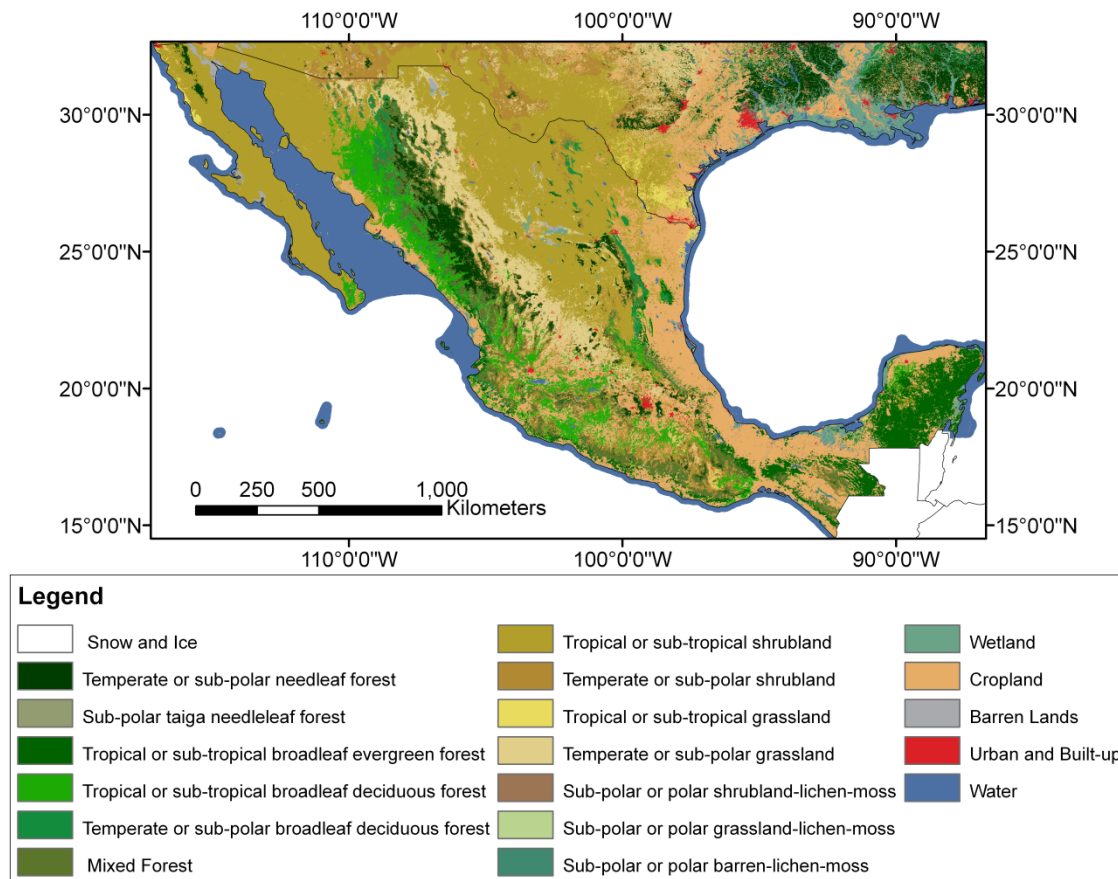 110°0'0"W 100°0'0"W 90°0'0"W
30°0'0"N 30°0'0"N
25°0'0"N 25°0'0"N
20°0'0"N 20°0'0"N
0 250 500 1,000
Kilometers
15°0'0"N 15°0'0"N
110°0'0"W 100°0'0"W 90°0'0"W
Legend
Snow and Ice
Temperate or sub-polar needleaf forest
Sub-polar taiga needleleaf forest
Tropical or sub-tropical broadleaf evergreen forest
Tropical or sub-tropical broadleaf deciduous forest
Temperate or sub-polar broadleaf deciduous forest
Mixed Forest
Tropical or sub-tropical shrubland
Temperate or sub-polar shrubland
Tropical or sub-tropical grassland
Temperate or sub-polar grassland
Sub-polar or polar shrubland-lichen-moss
Sub-polar or polar grassland-lichen-moss
Sub-polar or polar barren-lichen-moss
Wetland
Cropland
Barren Lands
Urban and Built-up
Water